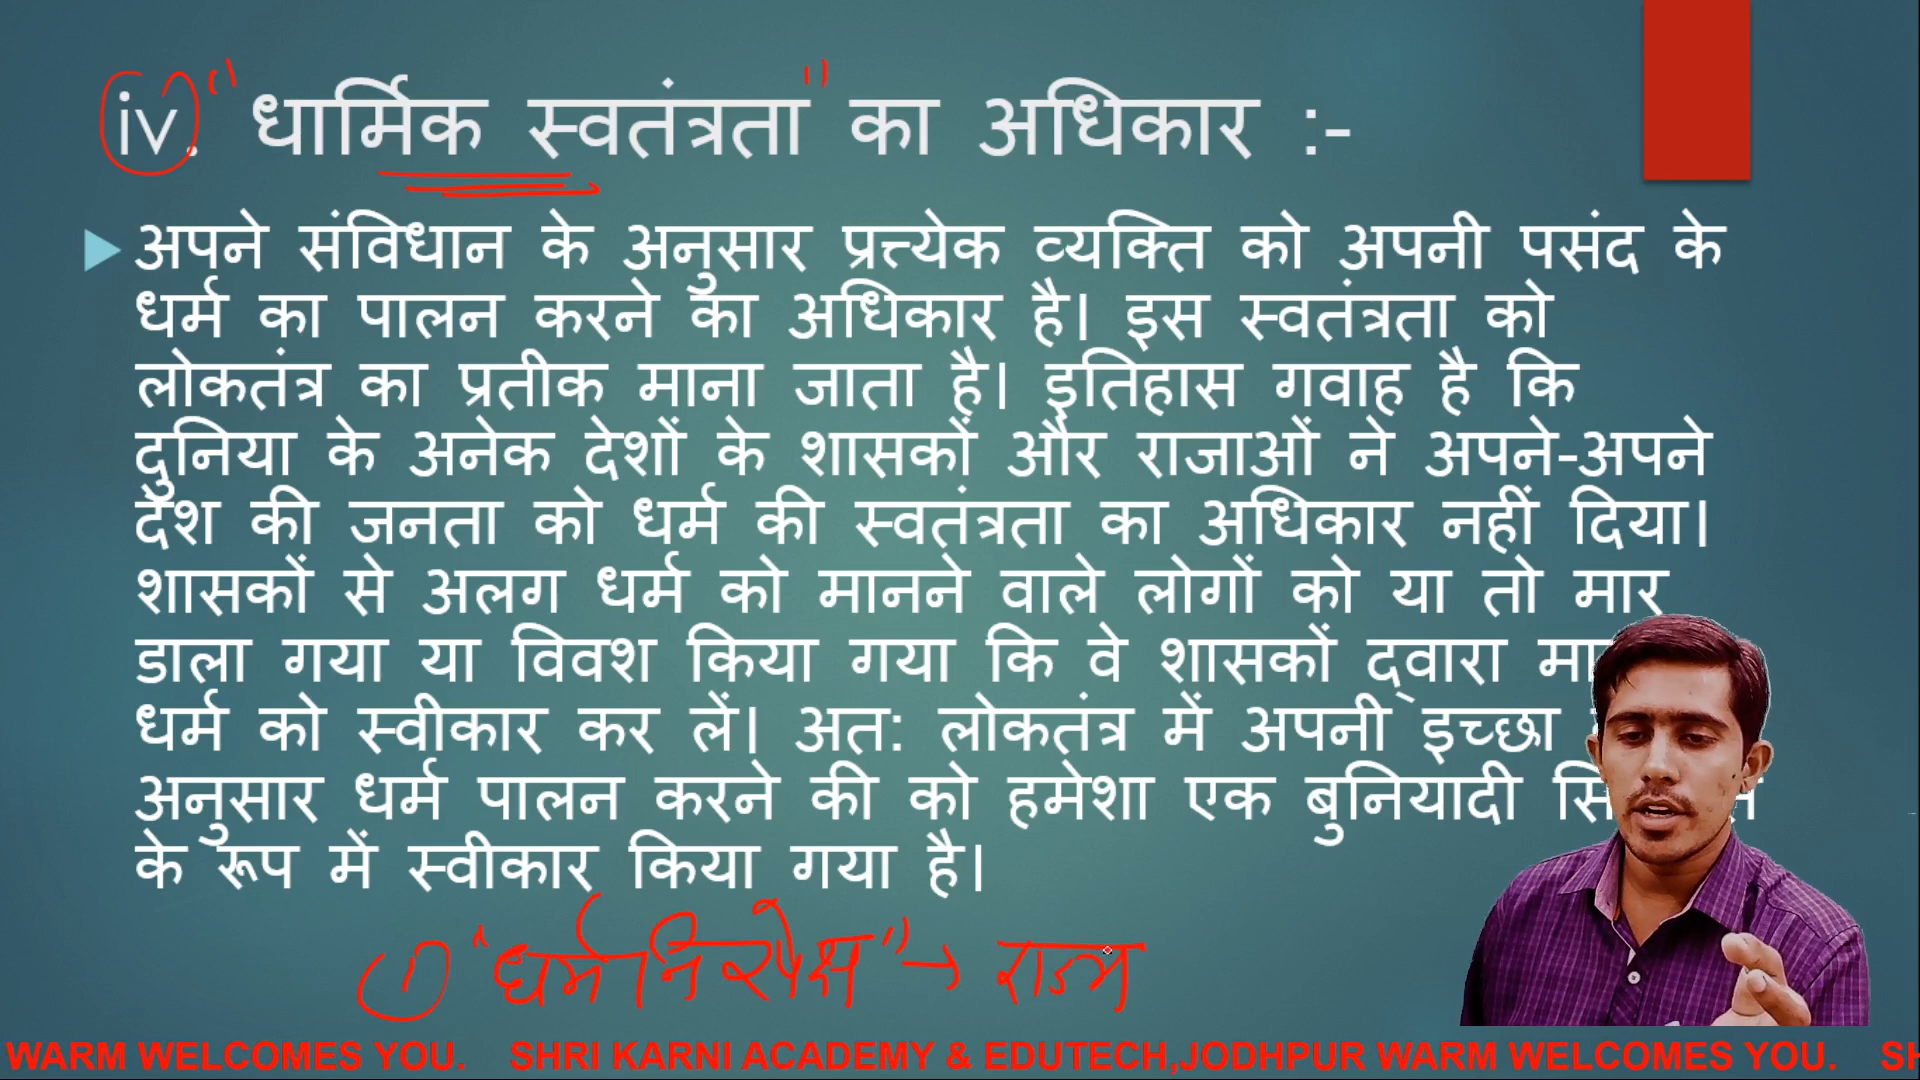 iv. " धार्मिक स्वतंत्रता" का अधिकार :-
अपने संविधान के अनुसार प्रत्त्येक व्यक्ति को अपनी पसंद के
धर्म का पालन करने का अधिकार है। इस स्वतंत्रता को
लोकतंत्र का प्रतीक माना जाता है। इतिहास गवाह है कि
दुनिया के अनेक देशों के शासकों और राजाओं ने अपने-अपने
देश की जनता को धर्म की स्वतंत्रता का अधिकार नहीं दिया।
शासकों से अलग धर्म को मानने वाले लोगों को या तो मार
डाला गया या विवश किया गया कि वे शासकों द्वारा
धर्म को स्वीकार कर लें। अत: लोकतंत्र में अपनी इच्छा
अनुसार धर्म पालन करने की को हमेशा एक बुनियादी
के रूप में स्वीकार किया गया है।
1 "धर्मनिरपेक्ष" → राज्य
WARM WELCOMES YOU. SHRI KARNI ACADEMY & EDUTECH,JODHPUR WARM WELCOMES YOU. SH